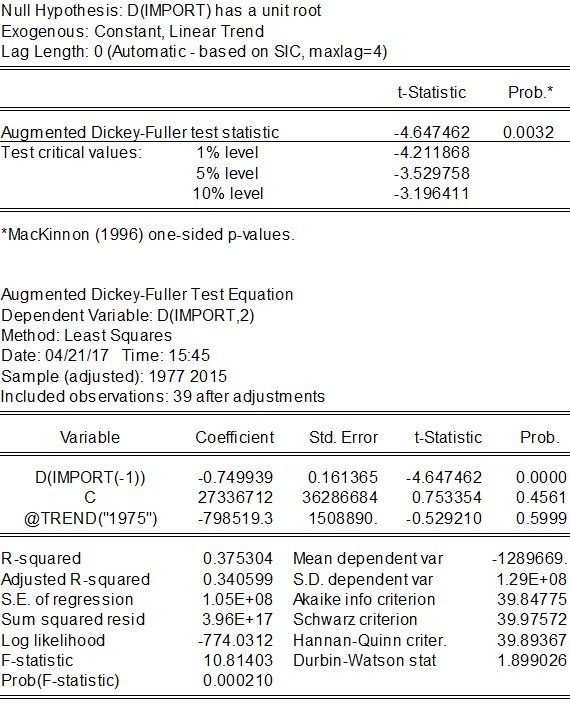 Null Hypothesis: D(IMPORT) has a unit root
Exogenous: Constant, Linear Trend
Lag Length: 0 (Automatic - based on SIC, maxlag=4)
t-Statistic Prob.*
Augmented Dickey-Fuller test statistic -4.647462 0.0032
Test critical values: 1% level -4.211868
5% level -3.529758
10% level -3.196411
*MacKinnon (1996) one-sided p-values.
Augmented Dickey-Fuller Test Equation
Dependent Variable: D(IMPORT,2)
Method: Least Squares
Date: 04/21/17 Time: 15:45
Sample (adjusted): 1977 2015
Included observations: 39 after adjustments
Variable Coefficient Std. Error t-Statistic Prob.
D(IMPORT(-1)) -0.749939 0.161365 -4.647462 0.0000
C 27336712 36286684 0.753354 0.4561
@TREND("1975") -798519.3 1508890. -0.529210 0.5999
R-squared 0.375304 Mean dependent var -1289669.
Adjusted R-squared 0.340599 S.D. dependent var 1.29E+08
S.E. of regression 1.05E+08 Akaike info criterion 39.84775
Sum squared resid 3.96E+17 Schwarz criterion 39.97572
Log likelihood -774.0312 Hannan-Quinn criter. 39.89367
F-statistic 10.81403 Durbin-Watson stat 1.899026
Prob(F-statistic) 0.000210